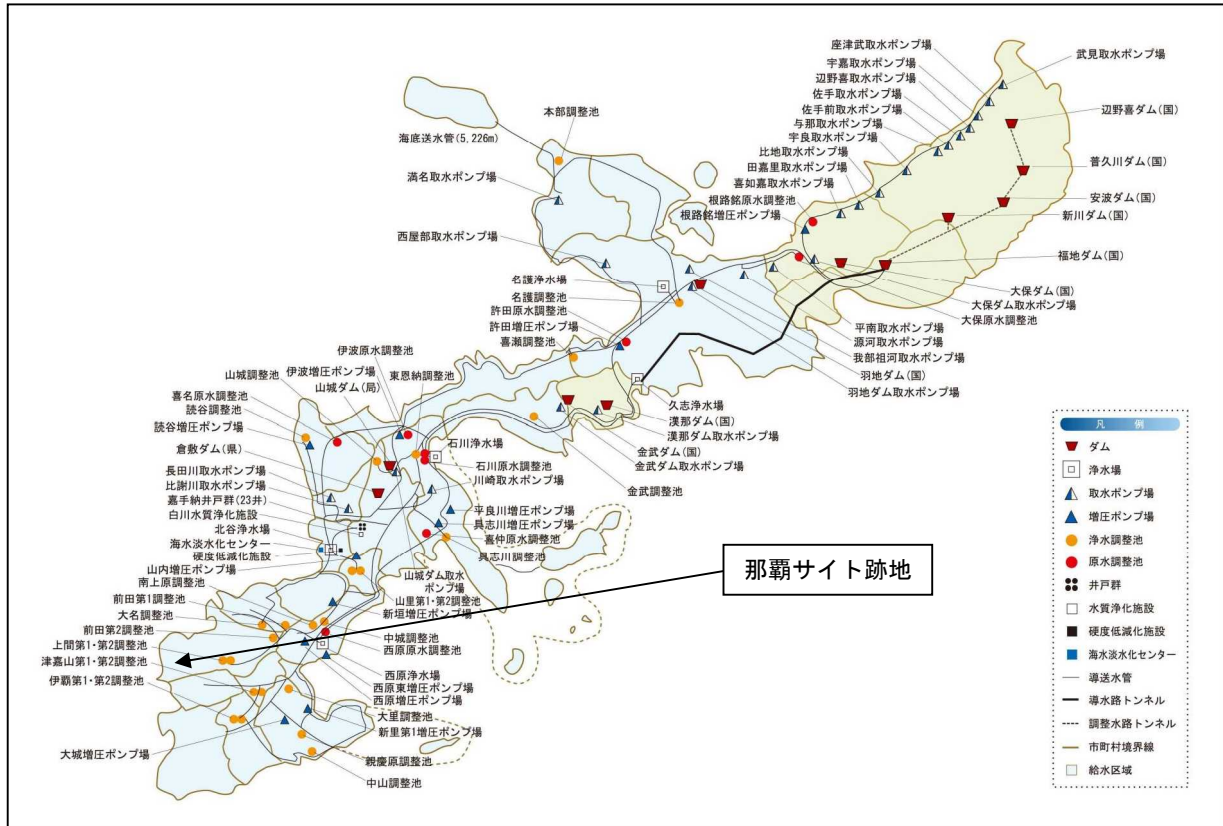 座津武取水ポンプ場
宇嘉取水ポンプ場
辺野喜取水ポンプ場
佐手取水ポンプ場
佐手前取水ポンプ場
与那取水ポンプ場
宇良取水ポンプ場
比地取水ポンプ場
田嘉里取水ポンプ場
喜如嘉取水ポンプ場
根路銘原水調整池
根路銘増圧ポンプ場
武見取水ポンプ場
辺野喜ダム(国)
普久川ダム(国)
安波ダム(国)
新川ダム(国)
福地ダム(国)
大保ダム(国)
大保ダム取水ポンプ場
大保原水調整池
平南取水ポンプ場
源河取水ポンプ場
我部祖河取水ポンプ場
羽地ダム(国)
羽地ダム取水ポンプ場
本部調整池
海底送水管(5,226m)
満名取水ポンプ場
西屋部取水ポンプ場
名護浄水場
名護調整池
許田原水調整池
許田増圧ポンプ場
喜瀬調整池
久志浄水場
漢那ダム(国)
漢那ダム取水ポンプ場
金武ダム(国)
金武ダム取水ポンプ場
金武調整池
伊波原水調整池
伊波増圧ポンプ場
東恩納調整池
山城ダム(局)
山城調整池
喜名原水調整池
読谷調整池
読谷増圧ポンプ場
倉敷ダム(県)
長田川取水ポンプ場
比謝川取水ポンプ場
嘉手納井戸群(23井)
白川水質浄化施設
北谷浄水場
海水淡水化センター
硬度低減化施設
山内増圧ポンプ場
南上原調整池
前田第1調整池
大名調整池
前田第2調整池
上間第1・第2調整池
津嘉山第1・第2調整池
伊覇第1・第2調整池
大城増圧ポンプ場
石川浄水場
石川原水調整池
川崎取水ポンプ場
平良川増圧ポンプ場
具志川増圧ポンプ場
喜仲原水調整池
具志川調整池
山城ダム取水
ポンプ場
山里第1・第2調整池
新垣増圧ポンプ場
中城調整池
西原原水調整池
西原浄水場
西原東増圧ポンプ場
西原増圧ポンプ場
大里調整池
新里第1増圧ポンプ場
親慶原調整池
中山調整池
那覇サイト跡地
凡 例
ダム
浄水場
取水ポンプ場
増圧ポンプ場
浄水調整池
原水調整池
井戸群
水質浄化施設
硬度低減化施設
海水淡水化センター
導送水管
導水路トンネル
調整水路トンネル
市町村境界線
給水区域